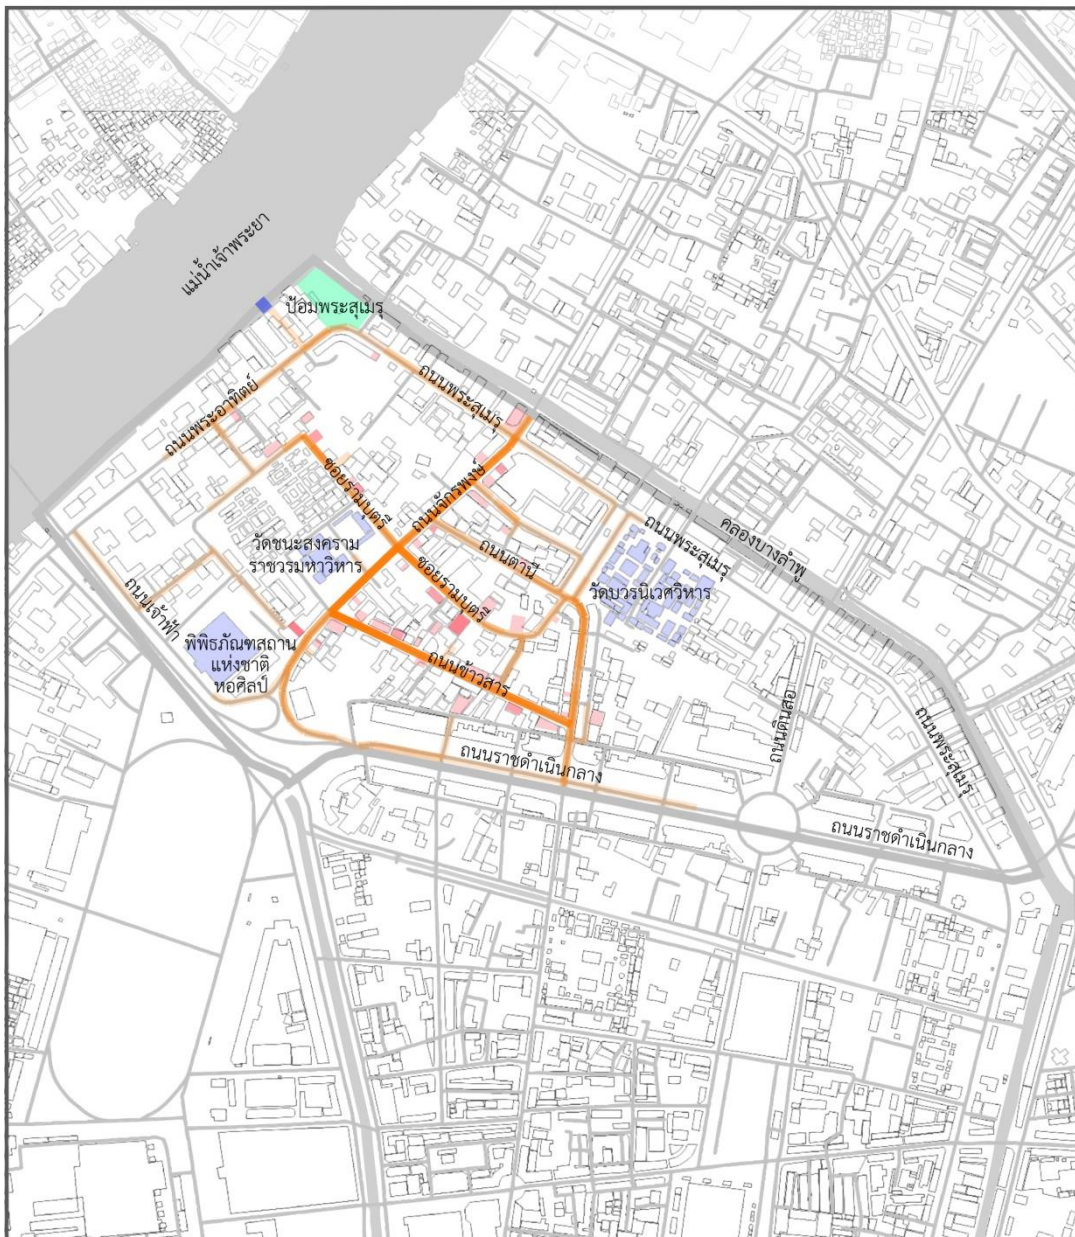 แม่น้ำเจ้าพระยา
ป้อมพระสุเมรุ
ถนนพระอาทิตย์
ถนนพระสุเมรุ
ซอยรามบุตรี
ถนนจักรพงษ์
วัดชนะสงคราม
ราชวรมหาวิหาร
ซอยรามบุตรี
ถนนตานี
ถนนพระสุเมรุ
คลองบางลำพู
วัดบวรนิเวศวิหาร
ถนนเจ้าฟ้า
พิพิธภัณฑสถาน
แห่งชาติ
หอศิลป์
ถนนข้าวสาร
ถนนดินสอ
ถนนพระสุเมรุ
ถนนราชดำเนินกลาง
ถนนราชดำเนินกลาง